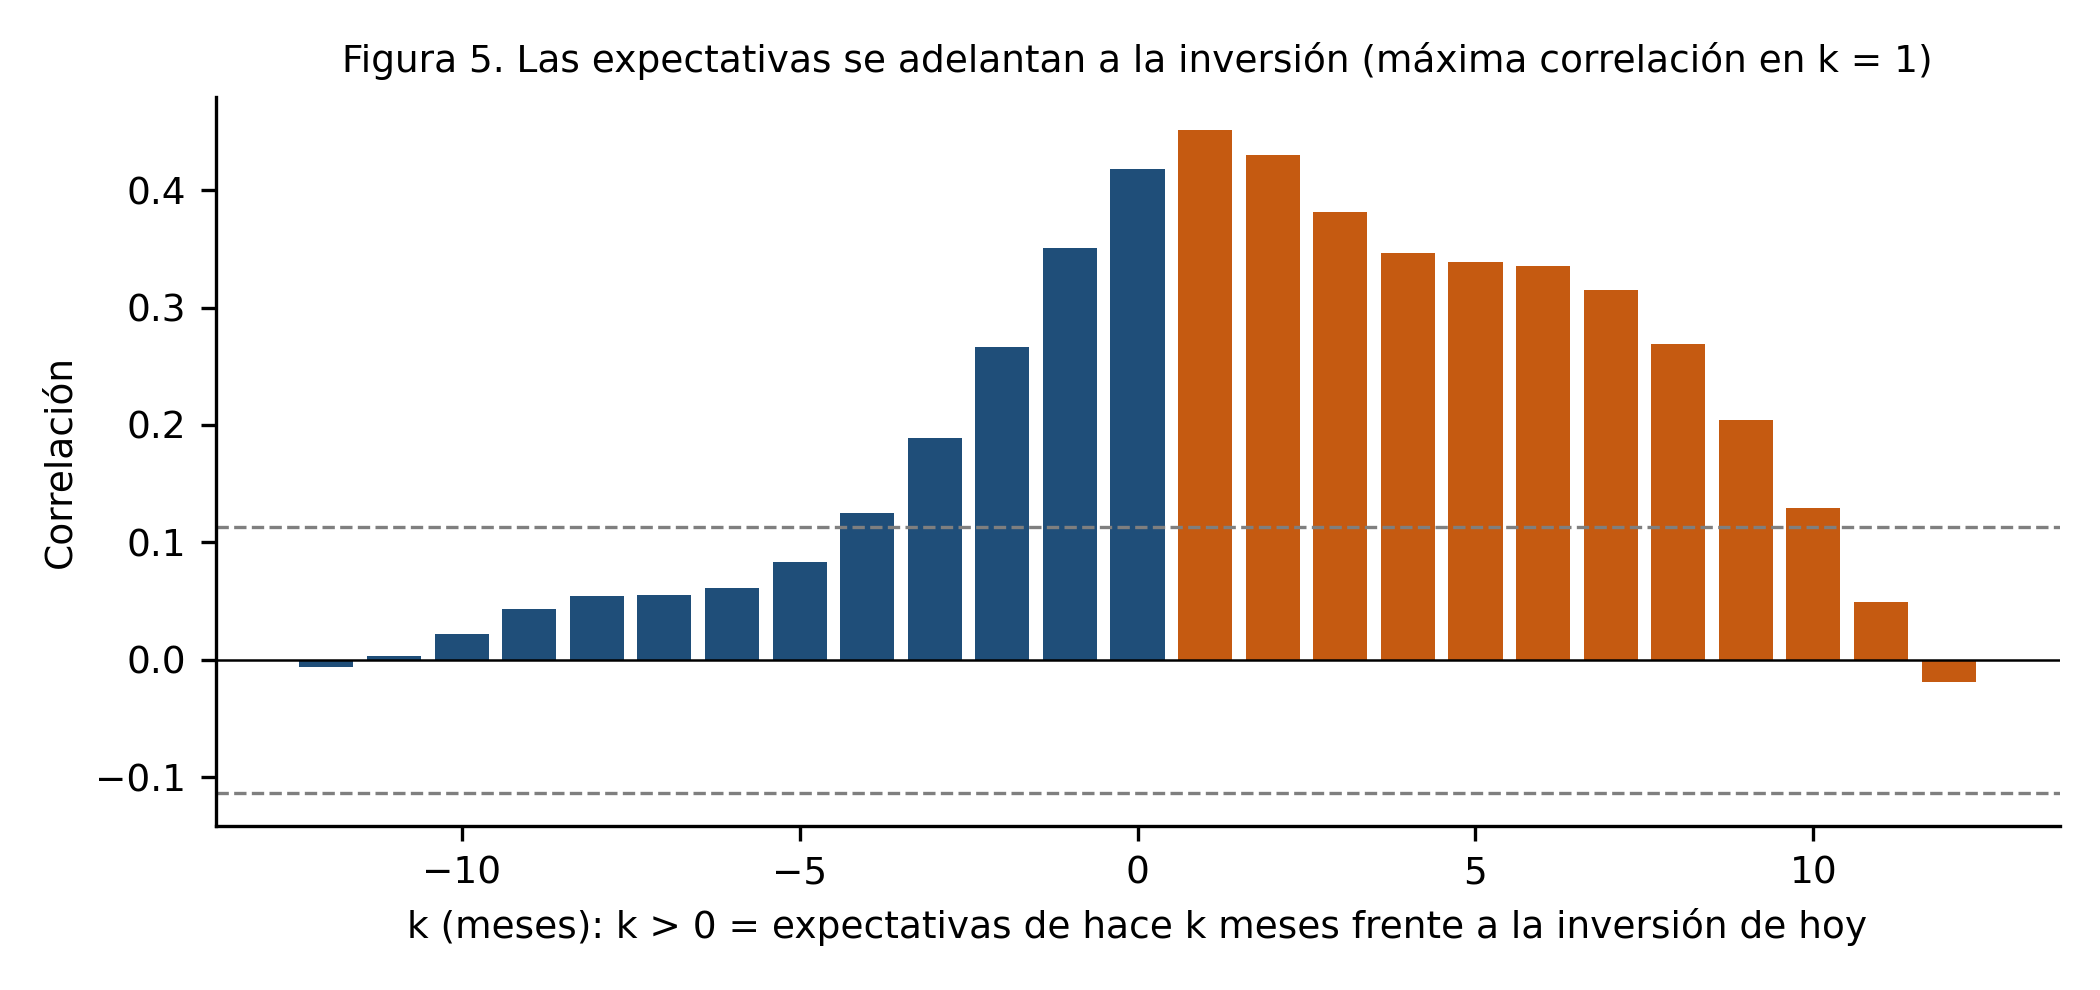 Figura 5. Las expectativas se adelantan a la inversión (máxima correlación en k = 1)
Correlación
0.4
0.3
0.2
0.1
0.0
−0.1
−10 −5 0 5 10
k (meses): k > 0 = expectativas de hace k meses frente a la inversión de hoy